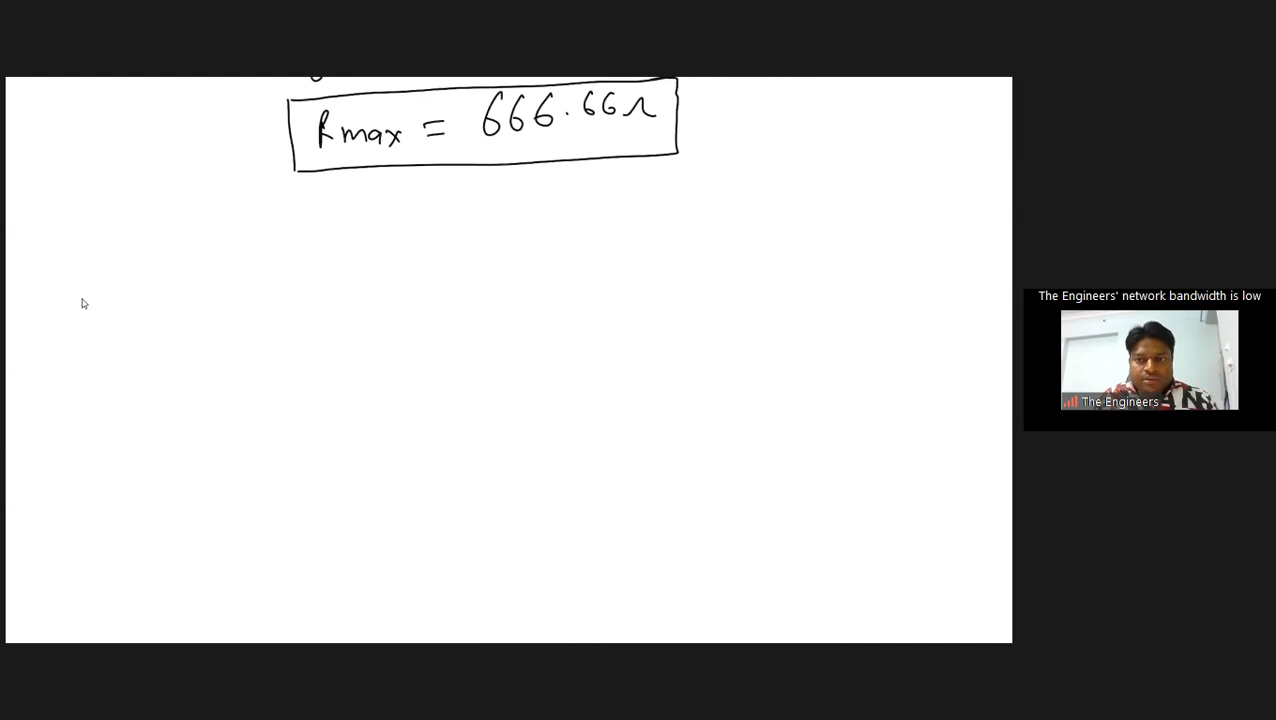 Rmax = 666.66Ω
The Engineers' network bandwidth is low
The Engineers